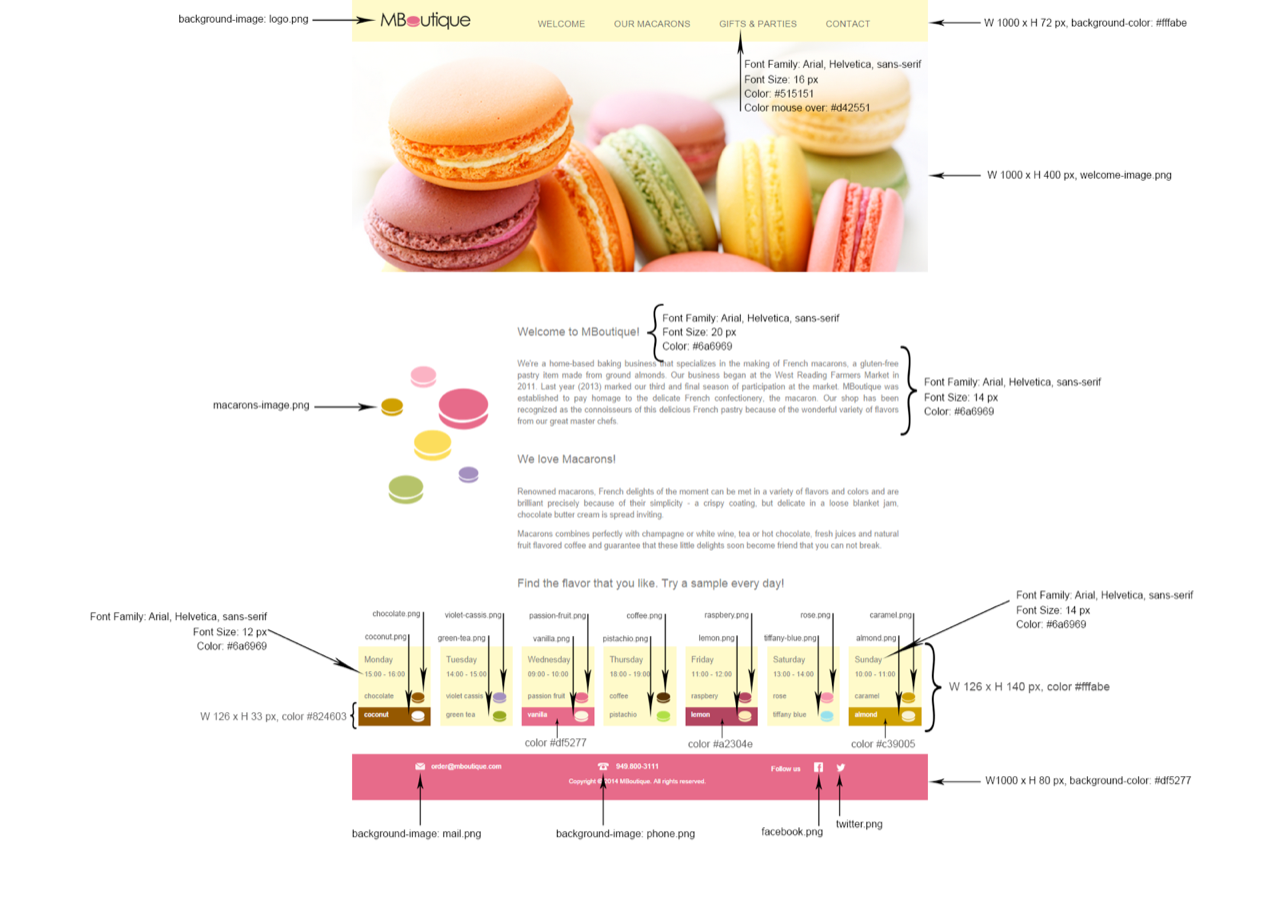 background-image: logo.png
MBoutique
WELCOME OUR MACARONS GIFTS & PARTIES CONTACT
W 1000 x H 72 px, background-color: #fffabe
Font Family: Arial, Helvetica, sans-serif
Font Size: 16 px
Color: #515151
Color mouse over: #d42551
W 1000 x H 400 px, welcome-image.png
Welcome to MBoutique!
Font Family: Arial, Helvetica, sans-serif
Font Size: 20 px
Color: #6a6969
We're a home-based baking business that specializes in the making of French macarons, a gluten-free
pastry item made from ground almonds. Our business began at the West Reading Farmers Market in
2011. Last year (2013) marked our third and final season of participation at the market. MBoutique was
established to pay homage to the delicate French confectionery, the macaron. Our shop has been
recognized as the connoisseurs of this delicious French pastry because of the wonderful variety of flavors
from our great master chefs.
Font Family: Arial, Helvetica, sans-serif
Font Size: 14 px
Color: #6a6969
macarons-image.png
We love Macarons!
Renowned macarons, French delights of the moment can be met in a variety of flavors and colors and are
brilliant precisely because of their simplicity - a crispy coating, but delicate in a loose blanket jam,
chocolate butter cream is spread inviting.
Macarons combines perfectly with champagne or white wine, tea or hot chocolate, fresh juices and natural
fruit flavored coffee and guarantee that these little delights soon become friend that you can not break.
Find the flavor that you like. Try a sample every day!
Font Family: Arial, Helvetica, sans-serif
Font Size: 12 px
Color: #6a6969
Font Family: Arial, Helvetica, sans-serif
Font Size: 14 px
Color: #6a6969
chocolate.png violet-cassis.png passion-fruit.png coffee.png raspbery.png rose.png caramel.png
coconut.png green-tea.png vanilla.png pistachio.png lemon.png tiffany-blue.png almond.png
Monday Tuesday Wednesday Thursday Friday Saturday Sunday
15:00 - 16:00 14:00 - 15:00 09:00 - 10:00 18:00 - 19:00 11:00 - 12:00 13:00 - 14:00 10:00 - 11:00
chocolate violet cassis passion fruit coffee raspbery rose caramel
coconut green tea vanilla pistachio lemon tiffany blue almond
W 126 x H 140 px, color #fffabe
W 126 x H 33 px, color #824603
color #df5277 color #a2304e color #c39005
order@mboutique.com 949.800-3111 Follow us
Copyright © 2014 MBoutique. All rights reserved.
W1000 x H 80 px, background-color: #df5277
background-image: mail.png background-image: phone.png facebook.png twitter.png